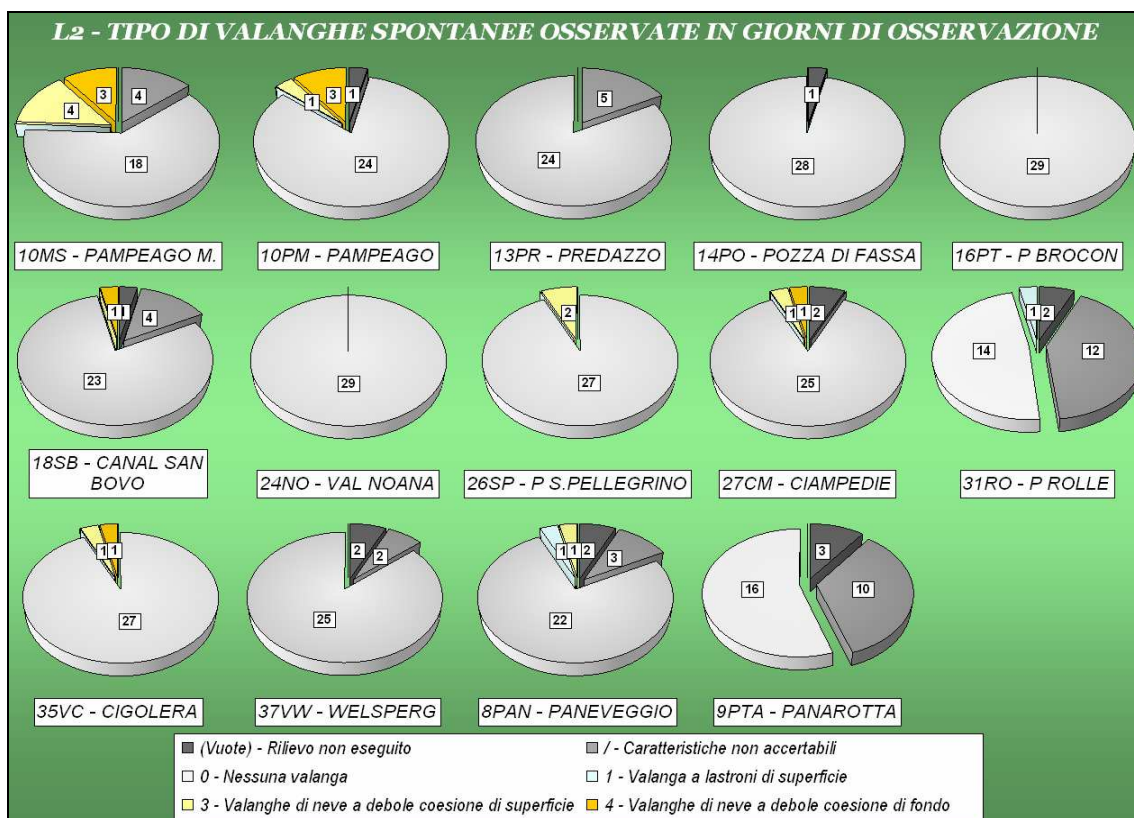 L2 - TIPO DI VALANGHE SPONTANEE OSSERVATE IN GIORNI DI OSSERVAZIONE
3 4 4 18
1 3 1 24
5 24
1 28
29
10MS - PAMPEAGO M.
10PM - PAMPEAGO
13PR - PREDAZZO
14PO - POZZA DI FASSA
16PT - P BROCON
1 1 4 23
29
2 27
1 1 2 25
1 2 14 12
18SB - CANAL SAN
BOVO
24NO - VAL NOANA
26SP - P S.PELLEGRINO
27CM - CIAMPEDIE
31RO - P ROLLE
1 1 27
2 2 25
1 1 2 3 22
3 16 10
35VC - CIGOLERA
37VW - WELSPERG
8PAN - PANEVEGGIO
9PTA - PANAROTTA
(Vuote) - Rilievo non eseguito
/ - Caratteristiche non accertabili
0 - Nessuna valanga
1 - Valanga a lastroni di superficie
3 - Valanghe di neve a debole coesione di superficie
4 - Valanghe di neve a debole coesione di fondo